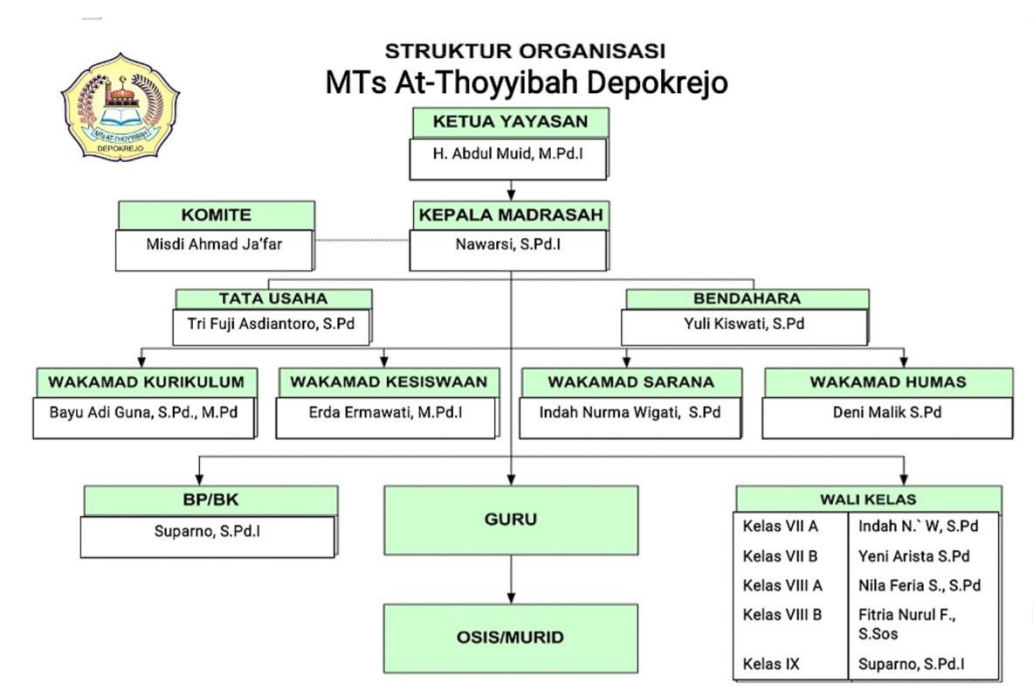 STRUKTUR ORGANISASI
MTs At-Thoyyibah Depokrejo
MTs AT-THOYYIBAH
DEPOKREJO
KETUA YAYASAN
H. Abdul Muid, M.Pd.I
KOMITE
Misdi Ahmad Ja’far
KEPALA MADRASAH
Nawarsi, S.Pd.I
TATA USAHA
Tri Fuji Asdiantoro, S.Pd
BENDAHARA
Yuli Kiswati, S.Pd
WAKAMAD KURIKULUM
Bayu Adi Guna, S.Pd., M.Pd
WAKAMAD KESISWAAN
Erda Ermawati, M.Pd.I
WAKAMAD SARANA
Indah Nurma Wigati, S.Pd
WAKAMAD HUMAS
Deni Malik S.Pd
BP/BK
Suparno, S.Pd.I
GURU
OSIS/MURID
WALI KELAS
Kelas VII A Indah N.` W, S.Pd
Kelas VII B Yeni Arista S.Pd
Kelas VIII A Nila Feria S., S.Pd
Kelas VIII B Fitria Nurul F.,
S.Sos
Kelas IX Suparno, S.Pd.I